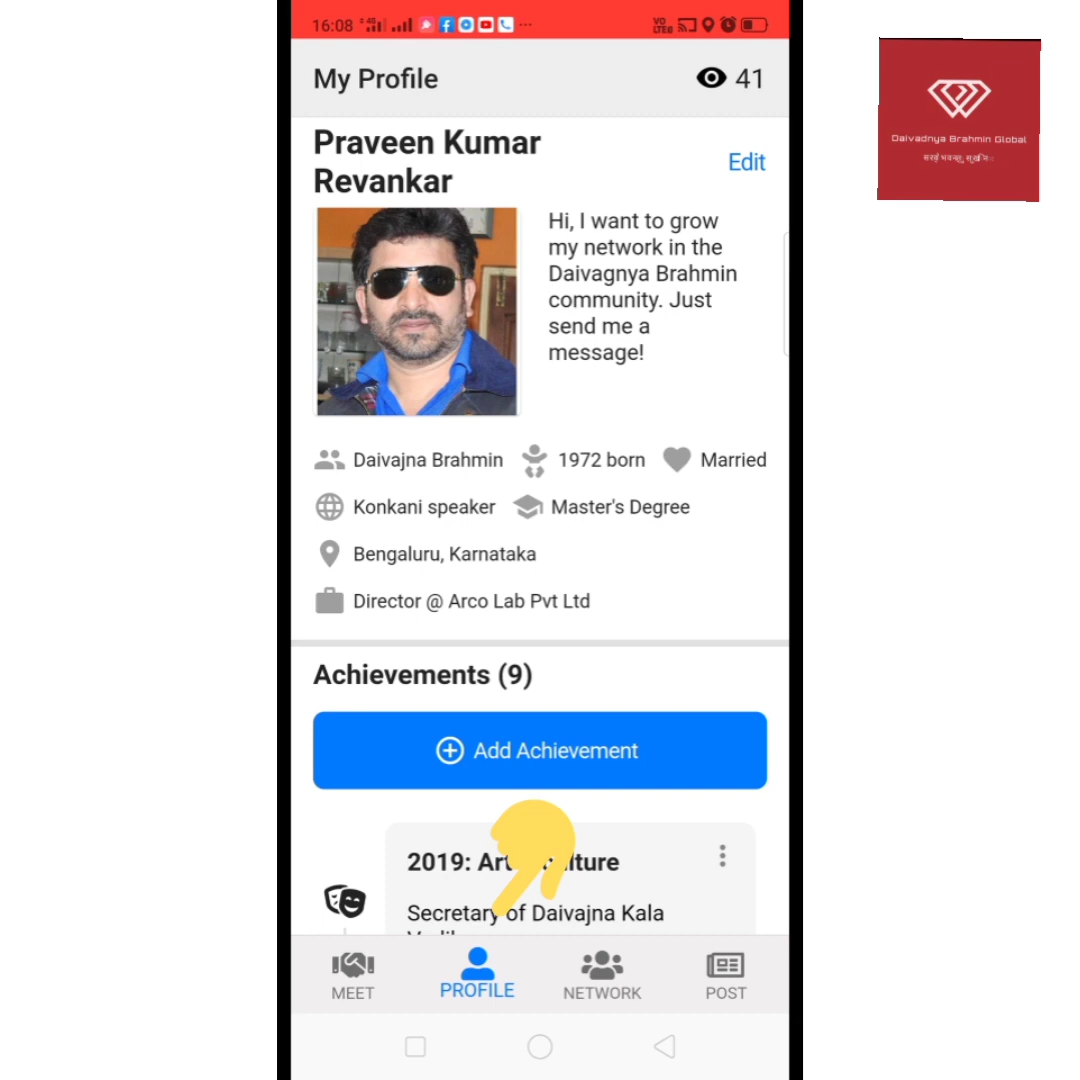 16:08
VO
LTE
My Profile
41
Daivadnya Brahmin Global
Praveen Kumar
Revankar
Edit
Hi, I want to grow
my network in the
Daivagnya Brahmin
community. Just
send me a
message!
Daivajna Brahmin
1972 born
Married
Konkani speaker
Master's Degree
Bengaluru, Karnataka
Director @ Arco Lab Pvt Ltd
Achievements (9)
Add Achievement
2019:
Secretary of Daivajna Kala
MEET
PROFILE
NETWORK
POST